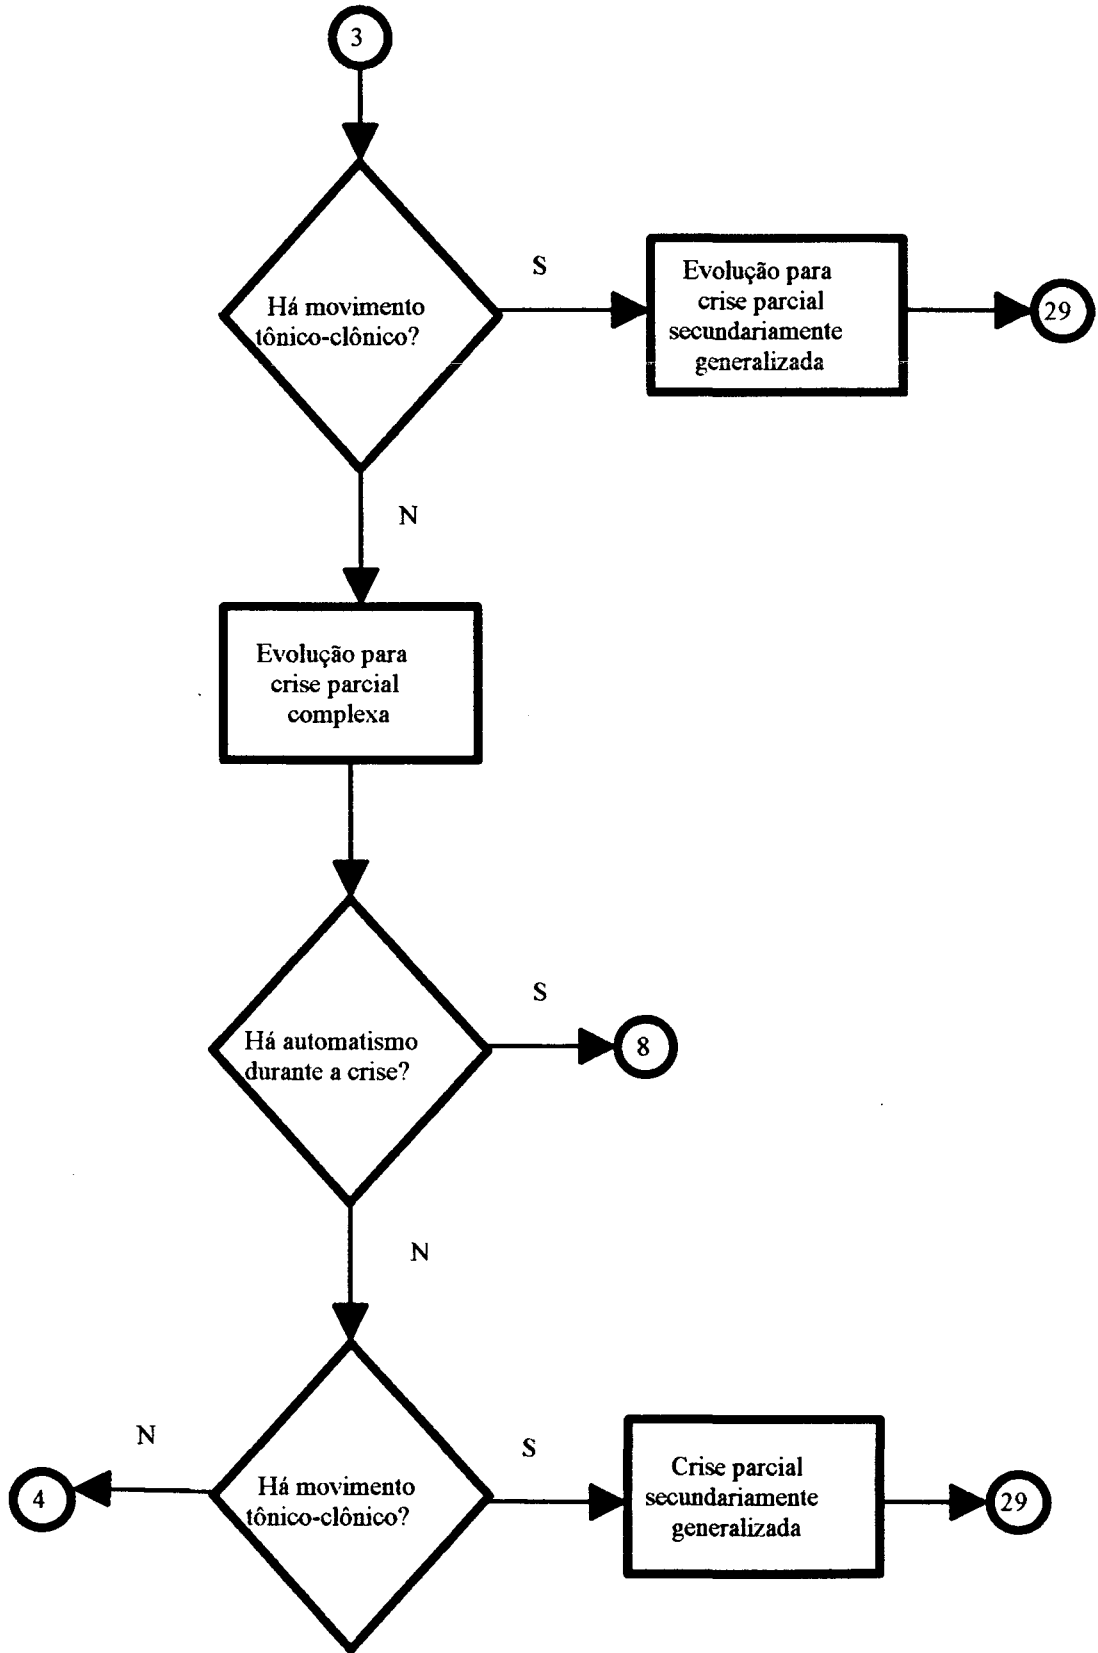 3
Há movimento
tônico-clônico?
S
Evolução para
crise parcial
secundariamente
generalizada
29
N
Evolução para
crise parcial
complexa
Há automatismo
durante a crise?
S
8
N
Há movimento
tônico-clônico?
N
4
S
Crise parcial
secundariamente
generalizada
29